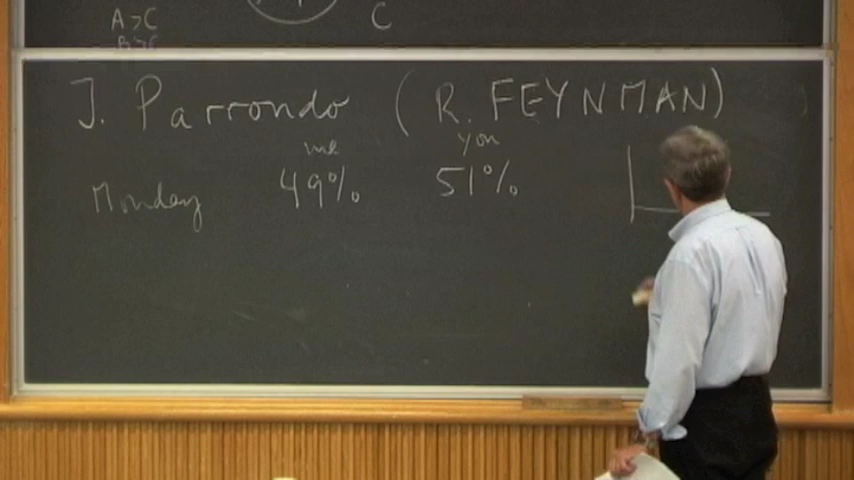 A > C
C
B > C
J. Parrondo (R. FEYNMAN)
me you
Monday 49% 51%